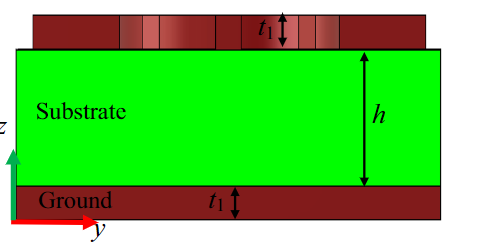 t1
Substrate
h
z
Ground
t1
y